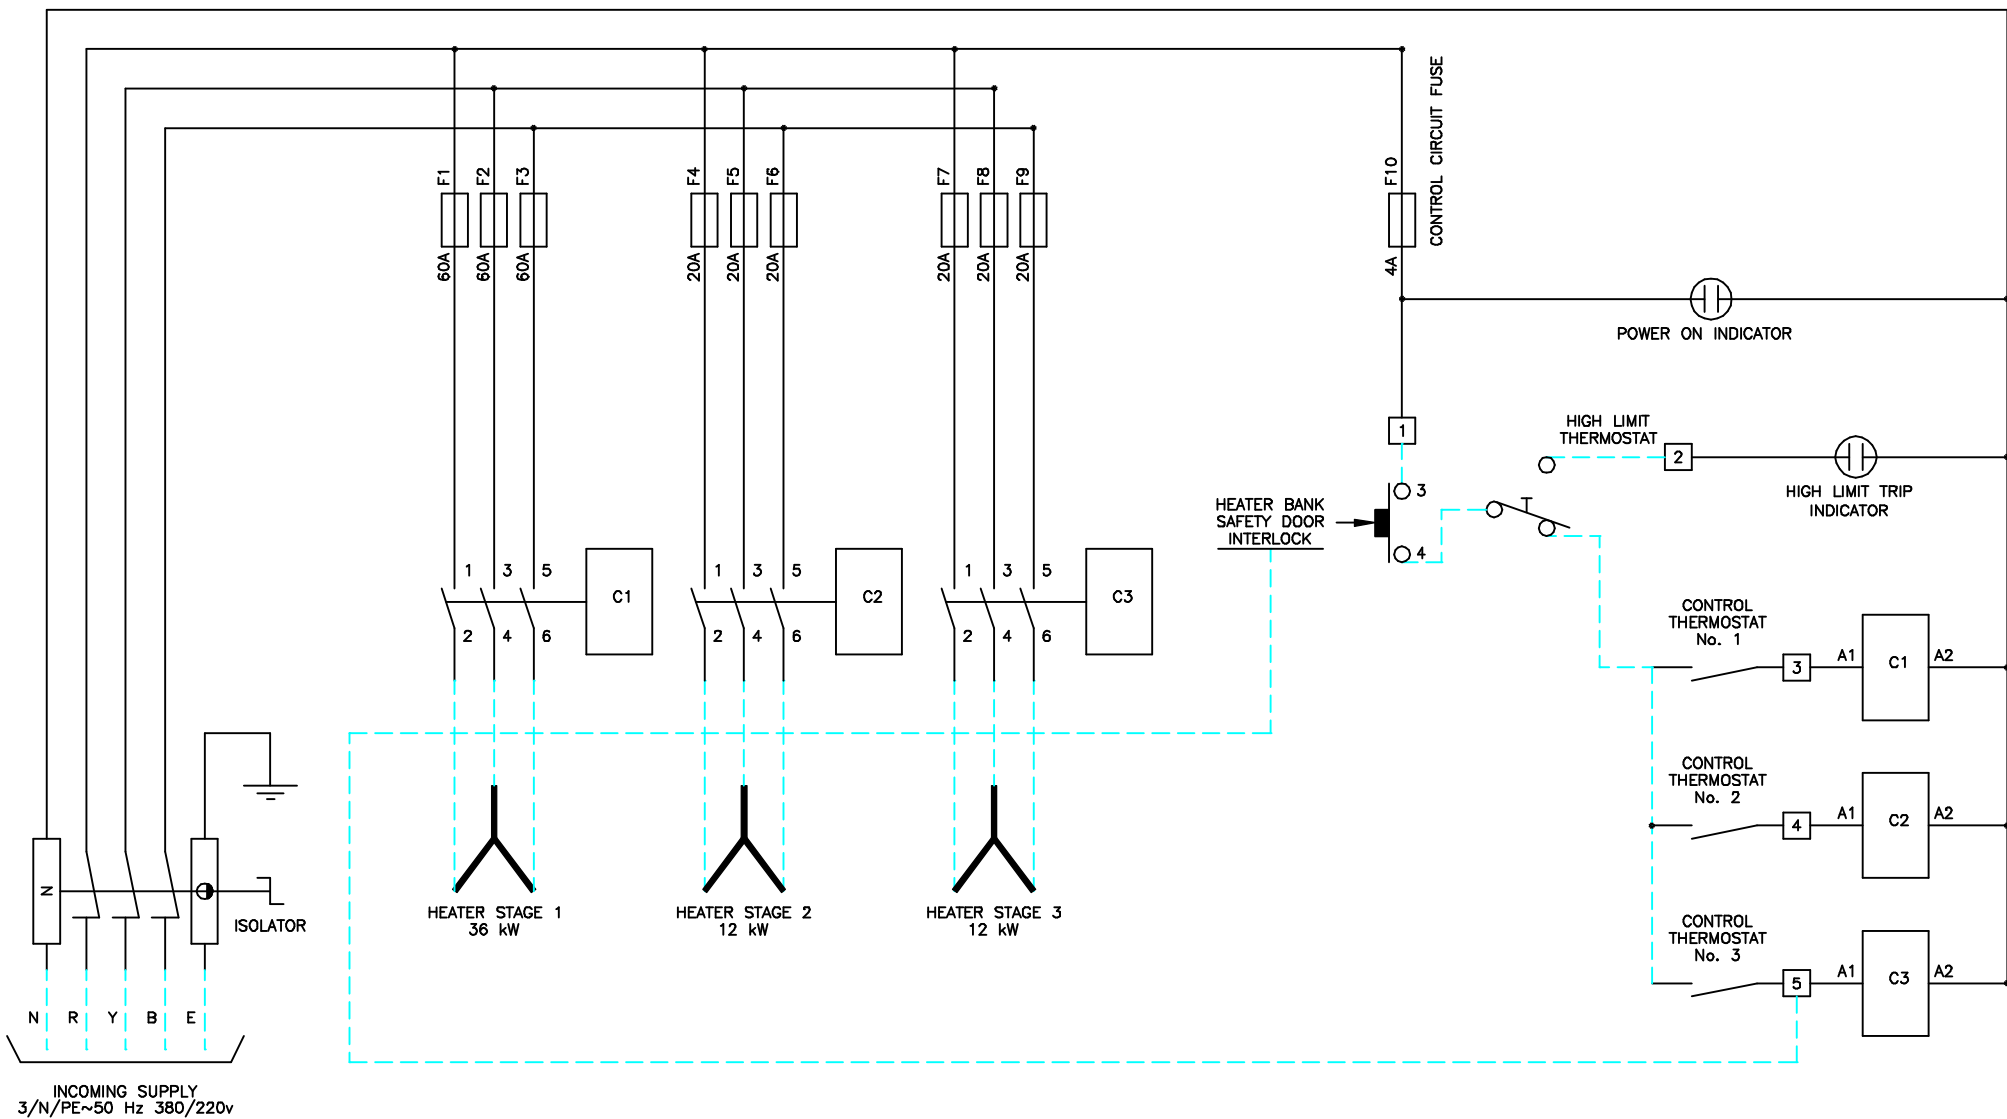 F1
F2
F3
F4
F5
F6
F7
F8
F9
F10
CONTROL CIRCUIT FUSE
60A
60A
60A
20A
20A
20A
20A
20A
20A
4A
POWER ON INDICATOR
1
HIGH LIMIT
THERMOSTAT
2
HIGH LIMIT TRIP
INDICATOR
HEATER BANK
SAFETY DOOR
INTERLOCK
3
4
T
1
3
5
C1
2
4
6
1
3
5
C2
2
4
6
1
3
5
C3
2
4
6
CONTROL
THERMOSTAT
No. 1
3
A1
C1
A2
CONTROL
THERMOSTAT
No. 2
4
A1
C2
A2
CONTROL
THERMOSTAT
No. 3
5
A1
C3
A2
HEATER STAGE 1
36 kW
HEATER STAGE 2
12 kW
HEATER STAGE 3
12 kW
N
ISOLATOR
N
R
Y
B
E
INCOMING SUPPLY
3/N/PE~50 Hz 380/220v